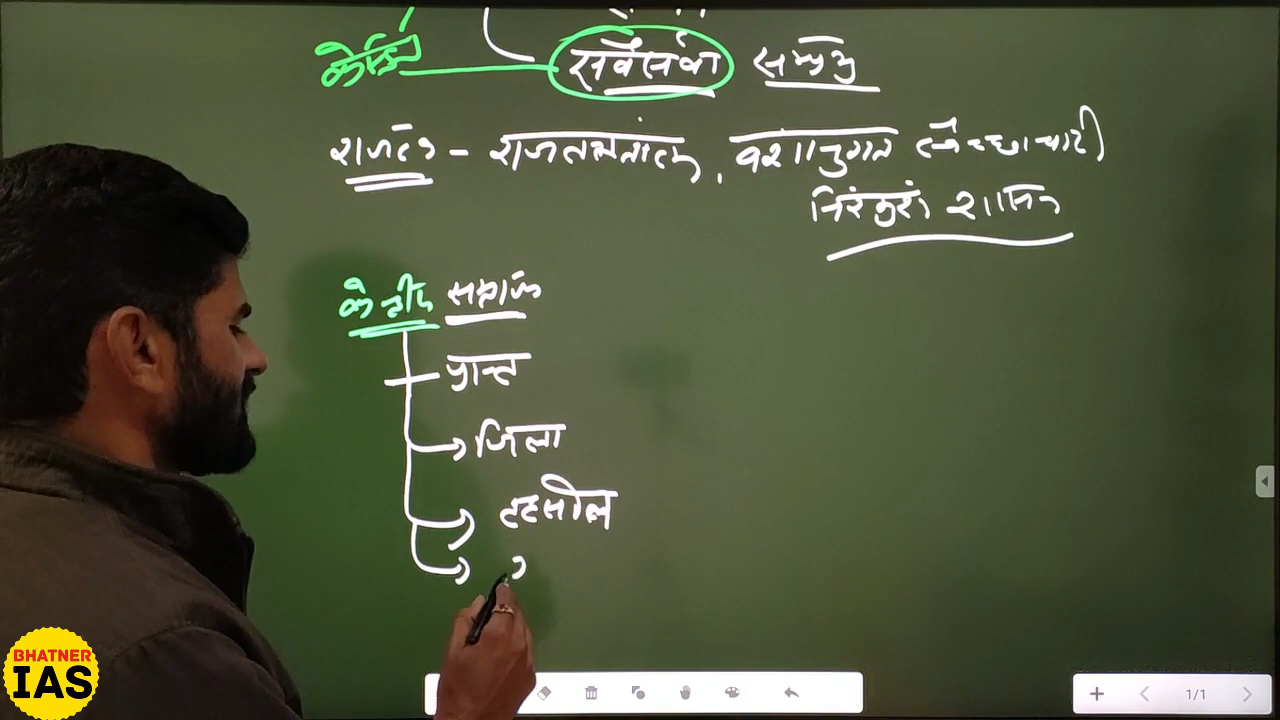 सर्वेसर्वा सम्राट
राजतंत्र - राजतन्त्रात्मक, वंशानुगत स्वेच्छाचारी
निरंकुश शासन
केन्द्रीय सम्राट
प्रान्त
जिला
तहसील
BHATNER
IAS
1/1